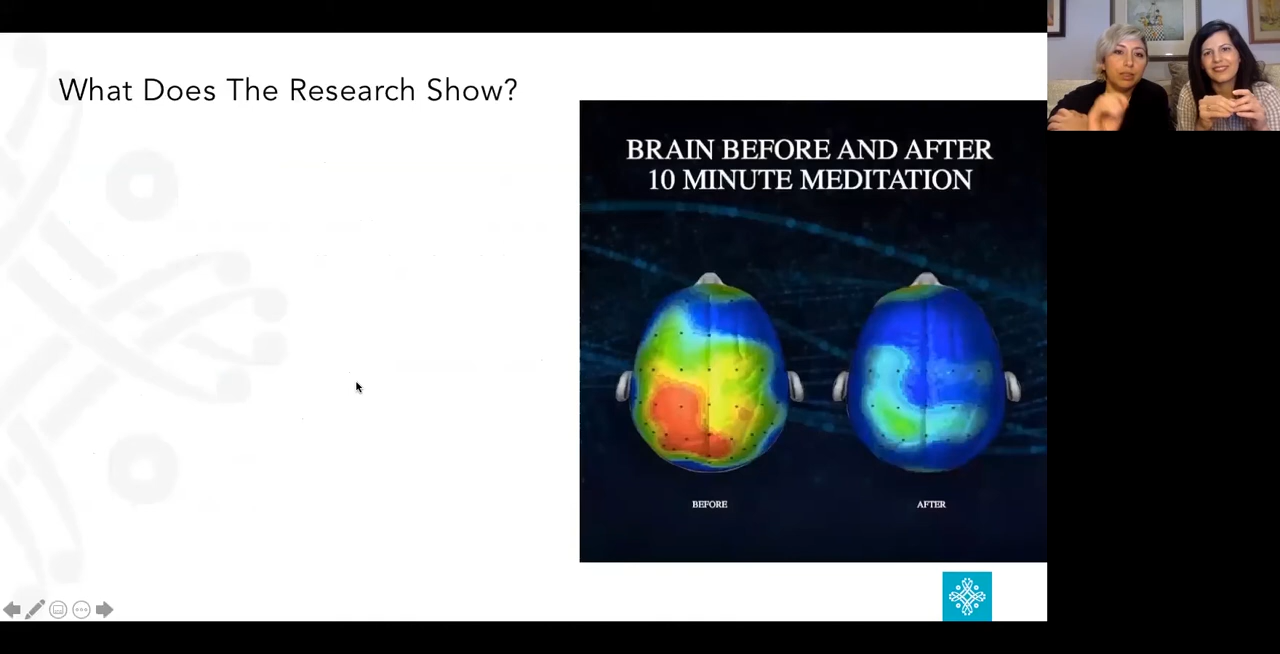 What Does The Research Show?
BRAIN BEFORE AND AFTER
10 MINUTE MEDITATION
BEFORE
AFTER